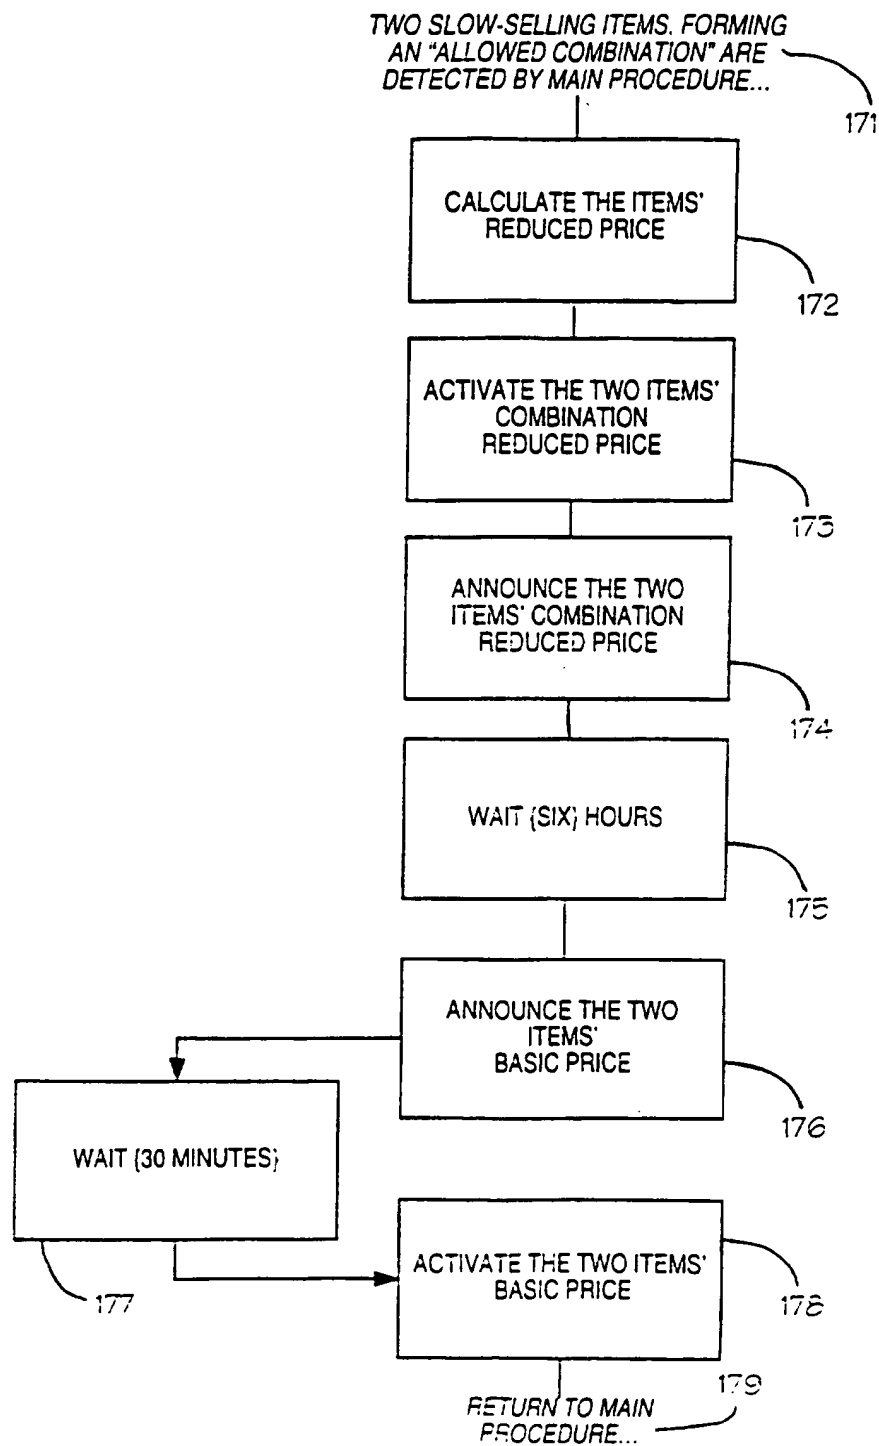 TWO SLOW-SELLING ITEMS. FORMING
AN "ALLOWED COMBINATION" ARE
DETECTED BY MAIN PROCEDURE...
171
CALCULATE THE ITEMS'
REDUCED PRICE
172
ACTIVATE THE TWO ITEMS'
COMBINATION
REDUCED PRICE
173
ANNOUNCE THE TWO
ITEMS' COMBINATION
REDUCED PRICE
174
WAIT {SIX} HOURS
175
ANNOUNCE THE TWO
ITEMS'
BASIC PRICE
176
WAIT {30 MINUTES}
177
ACTIVATE THE TWO ITEMS'
BASIC PRICE
178
179
RETURN TO MAIN
PROCEDURE...